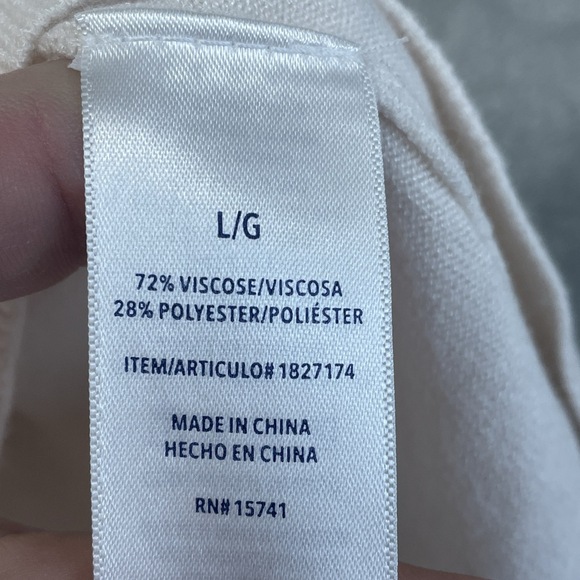 L/G
72% VISCOSE/VISCOSA
28% POLYESTER/POLIÉSTER
ITEM/ARTICULO# 1827174
MADE IN CHINA
HECHO EN CHINA
RN# 15741